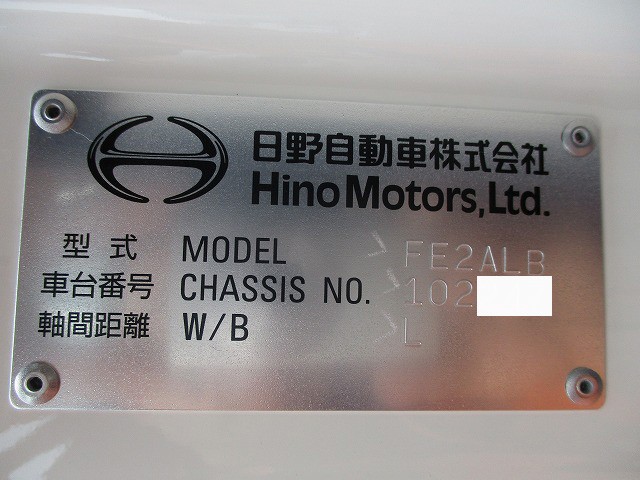 日野自動車株式会社
Hino Motors, Ltd.
型式 MODEL > FE2ALB
車台番号 CHASSIS NO. > 102
軸間距離 W/B > L